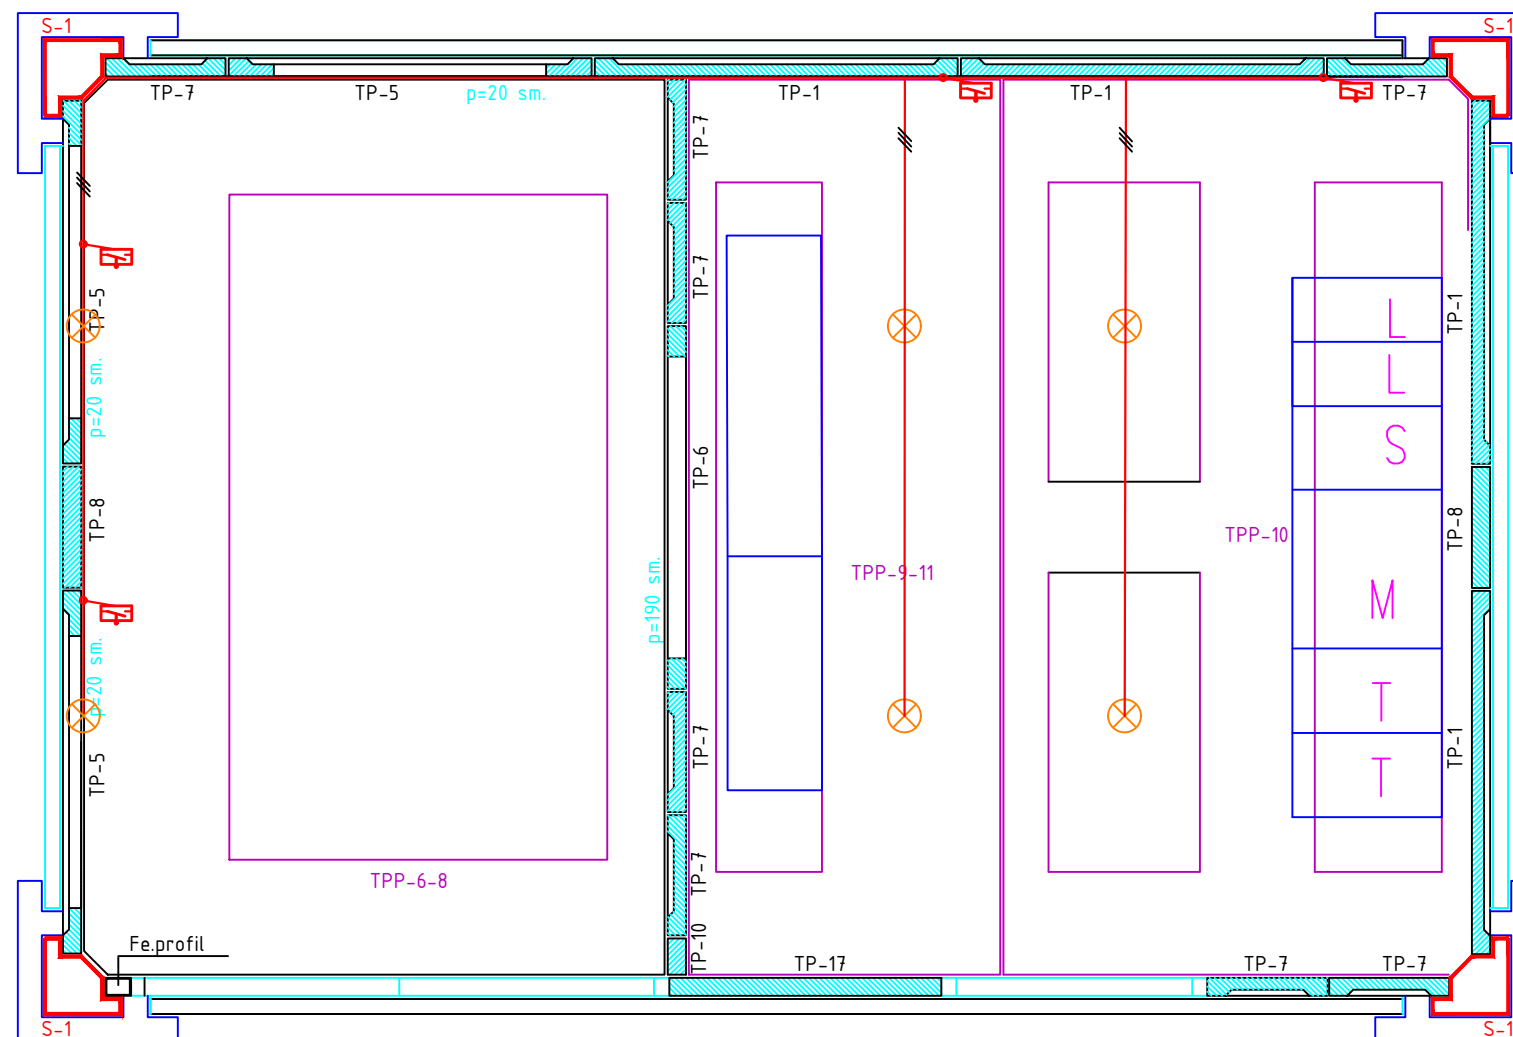 S-1
S-1
TP-7
TP-5
p=20 sm.
TP-1
TP-1
TP-7
TP-7
TP-7
TP-5
TP-1
L
L
p=20 sm.
S
TP-6
TP-8
TP-8
TPP-10
TPP-9-11
p=190 sm.
M
p=20 sm.
T
TP-7
TP-5
TP-1
T
TPP-6-8
TP-7
Fe.profil
TP-10
TP-17
TP-7
TP-7
S-1
S-1